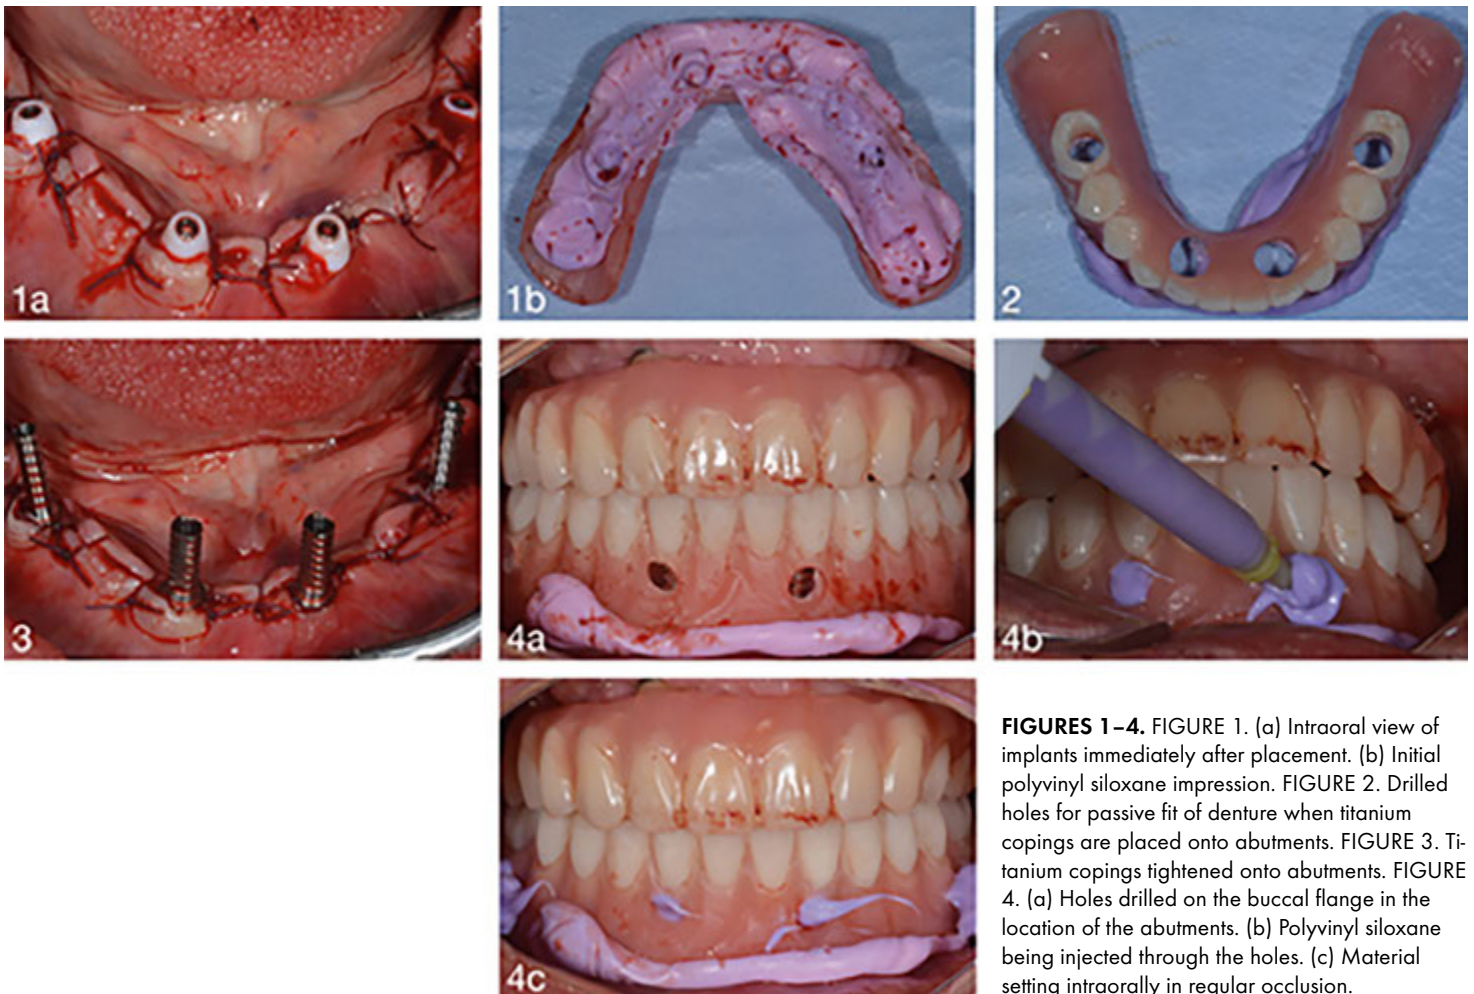 1a
1b
2
3
4a
4b
4c
FIGURES 1–4. FIGURE 1. (a) Intraoral view of
implants immediately after placement. (b) Initial
polyvinyl siloxane impression. FIGURE 2. Drilled
holes for passive fit of denture when titanium
copings are placed onto abutments. FIGURE 3. Ti-
tanium copings tightened onto abutments. FIGURE
4. (a) Holes drilled on the buccal flange in the
location of the abutments. (b) Polyvinyl siloxane
being injected through the holes. (c) Material
setting intraorally in regular occlusion.